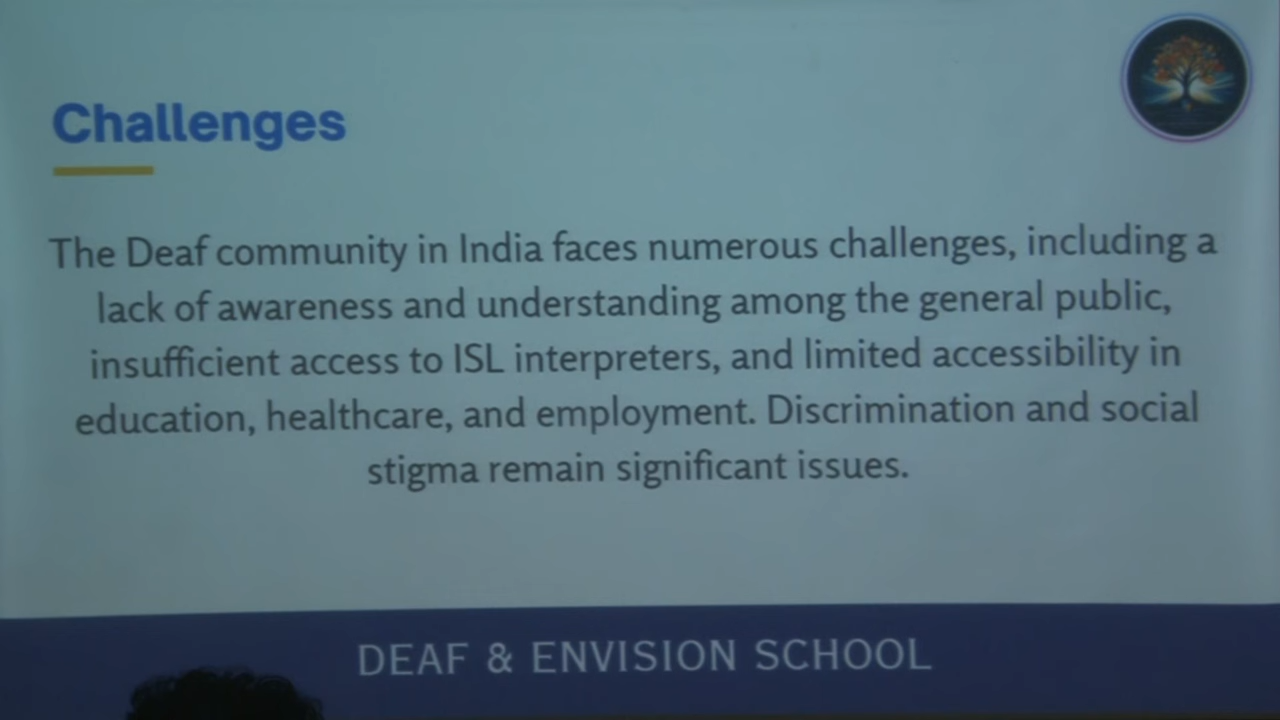 Challenges
The Deaf community in India faces numerous challenges, including a
lack of awareness and understanding among the general public,
insufficient access to ISL interpreters, and limited accessibility in
education, healthcare, and employment. Discrimination and social
stigma remain significant issues.
DEAF & ENVISION SCHOOL